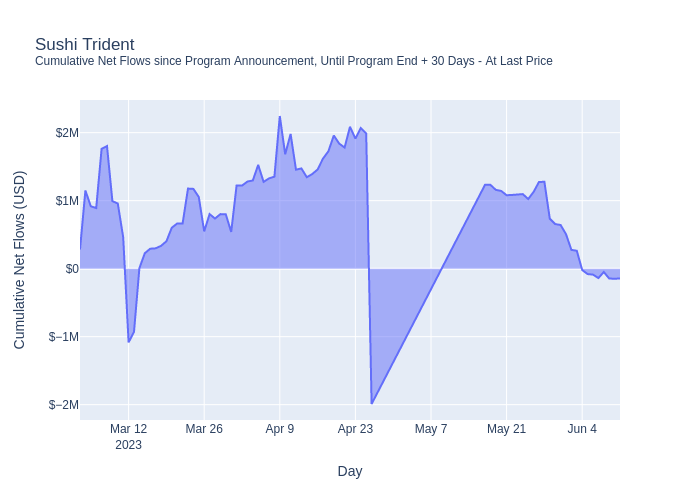 Sushi Trident
Cumulative Net Flows since Program Announcement, Until Program End + 30 Days - At Last Price
Cumulative Net Flows (USD)
$2M
$1M
$0
$−1M
$−2M
Mar 12 Mar 26 Apr 9 Apr 23 May 7 May 21 Jun 4
2023
Day